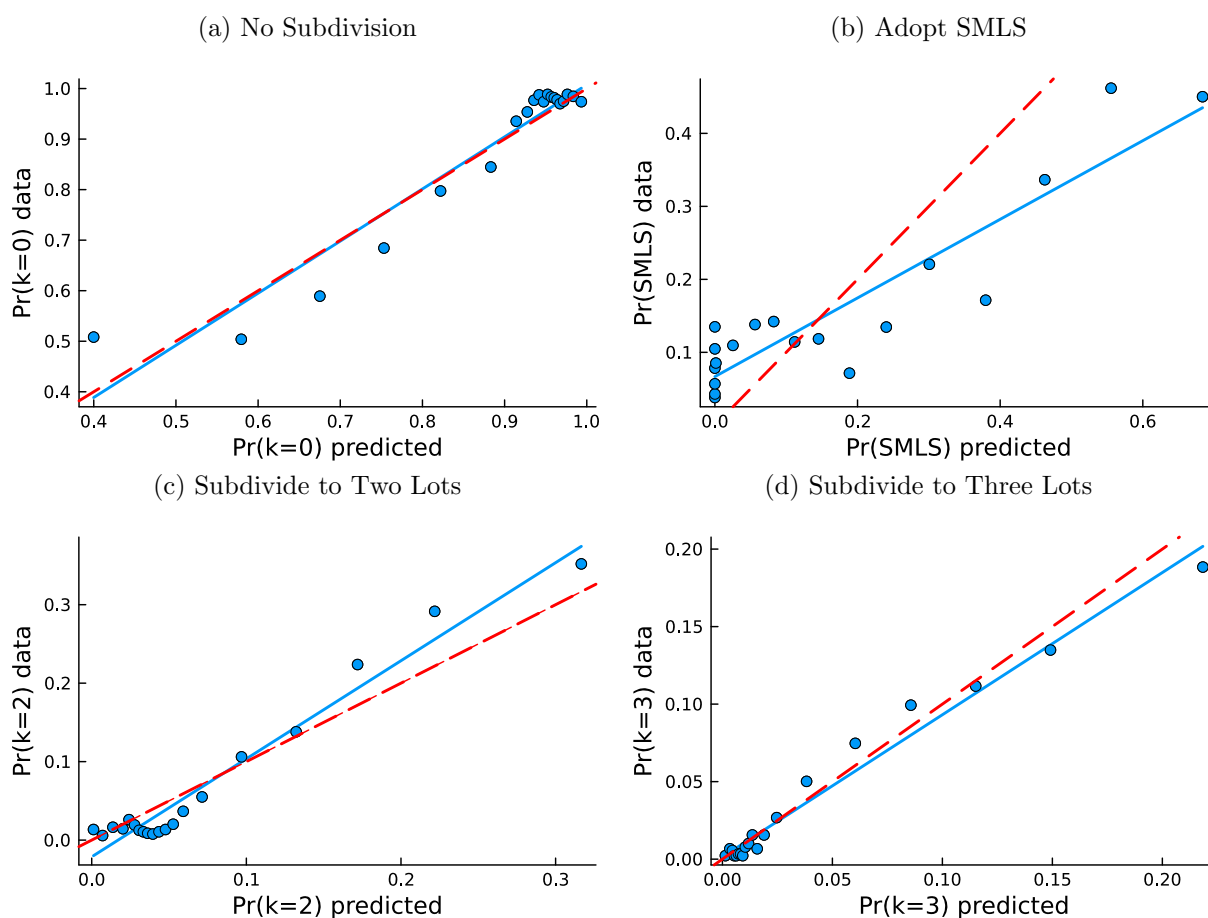 (a) No Subdivision
Pr(k=0) data
1.0
0.9
0.8
0.7
0.6
0.5
0.4
0.4 0.5 0.6 0.7 0.8 0.9 1.0
Pr(k=0) predicted
(b) Adopt SMLS
Pr(SMLS) data
0.4
0.3
0.2
0.1
0.0 0.2 0.4 0.6
Pr(SMLS) predicted
(c) Subdivide to Two Lots
Pr(k=2) data
0.3
0.2
0.1
0.0
0.0 0.1 0.2 0.3
Pr(k=2) predicted
(d) Subdivide to Three Lots
Pr(k=3) data
0.20
0.15
0.10
0.05
0.00
0.00 0.05 0.10 0.15 0.20
Pr(k=3) predicted